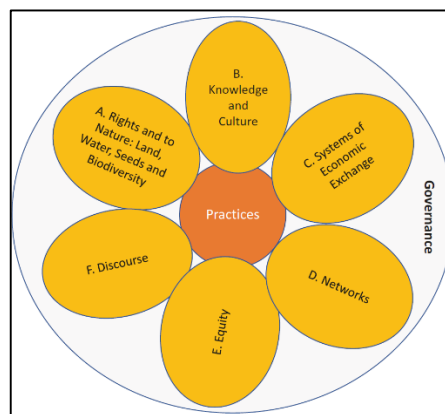 B.
Knowledge
and
Culture
A. Rights and to
Nature: Land,
Water, Seeds and
Biodiversity
C. Systems of
Economic
Exchange
Practices
Governance
F. Discourse
D. Networks
E. Equity